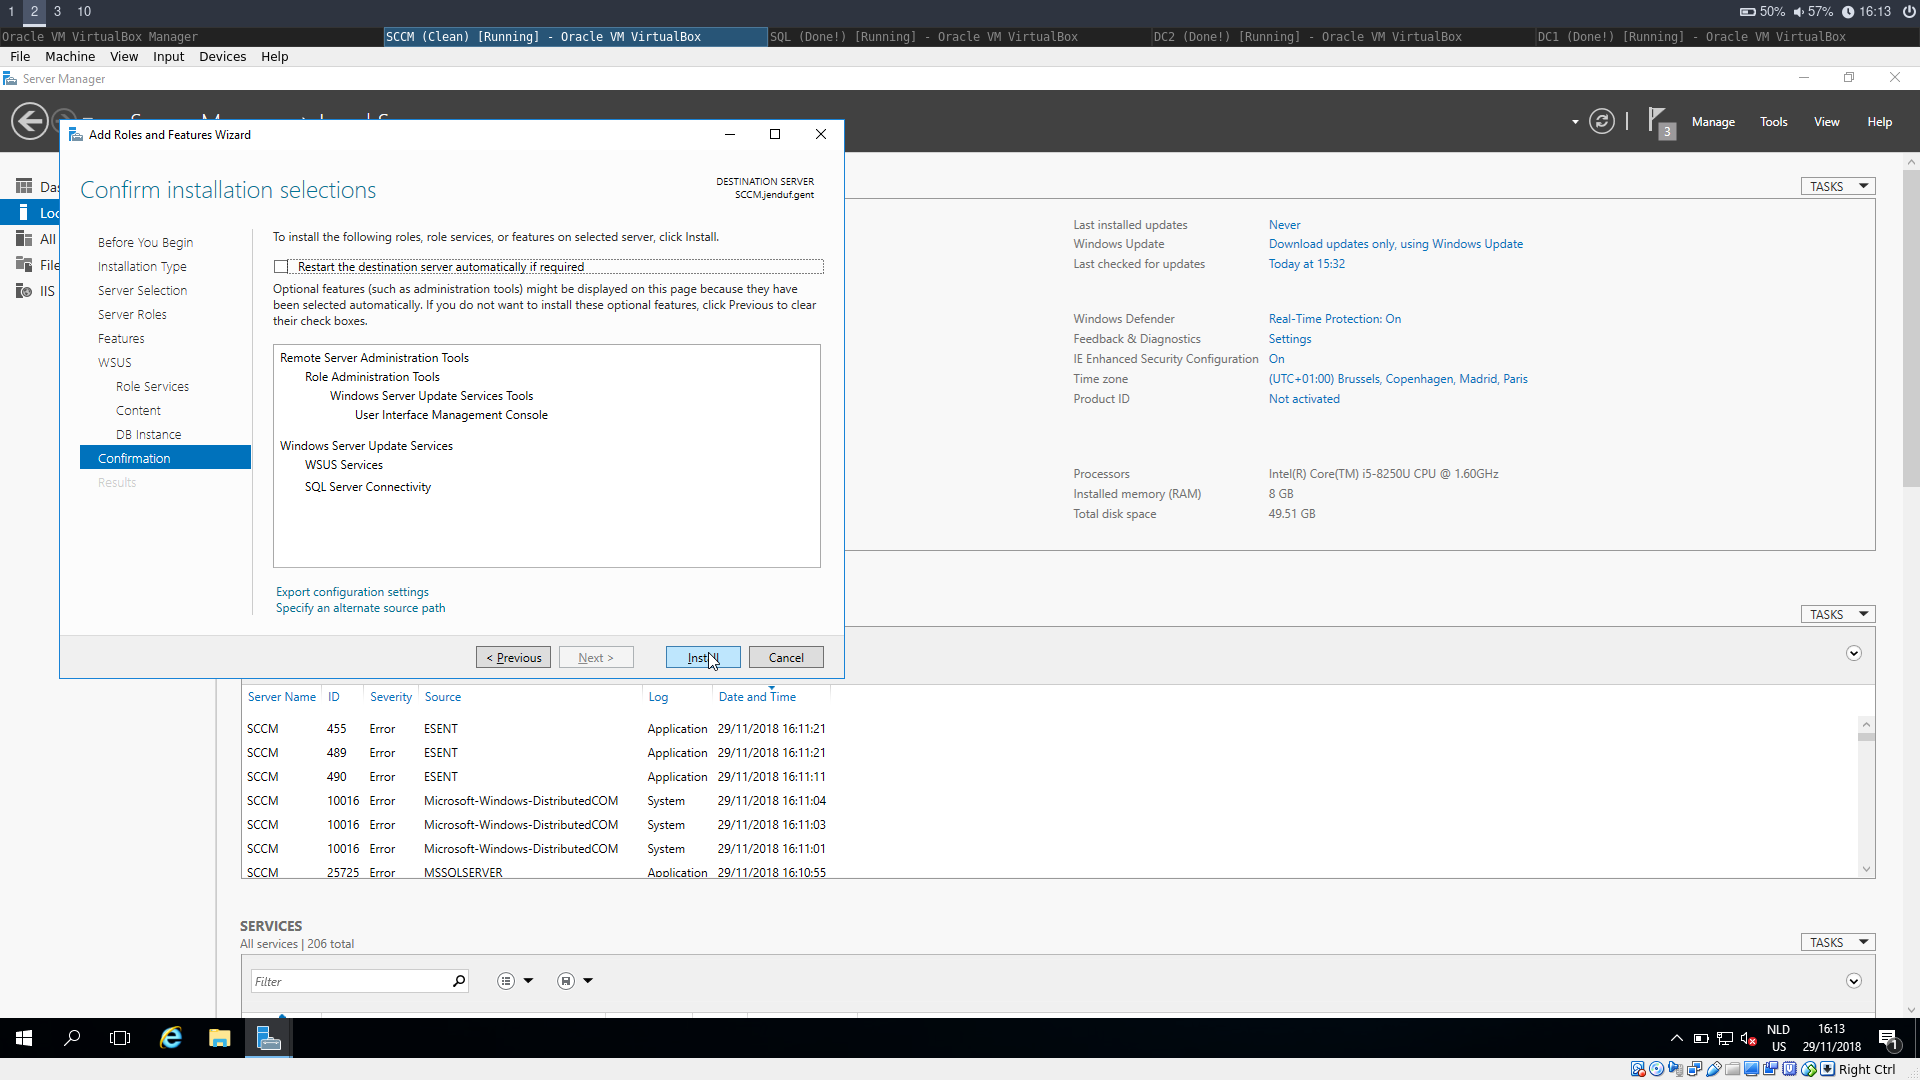 1 2 3 10
50% 57% 16:13
Oracle VM VirtualBox Manager
SCCM (Clean) [Running] - Oracle VM VirtualBox
SQL (Done!) [Running] - Oracle VM VirtualBox
DC2 (Done!) [Running] - Oracle VM VirtualBox
DC1 (Done!) [Running] - Oracle VM VirtualBox
File Machine View Input Devices Help
Server Manager
3 Manage Tools View Help
Add Roles and Features Wizard
Confirm installation selections
DESTINATION SERVER
SCCM.jenduf.gent
Before You Begin
Installation Type
Server Selection
Server Roles
Features
WSUS
Role Services
Content
DB Instance
Confirmation
Results
To install the following roles, role services, or features on selected server, click Install.
Restart the destination server automatically if required
Optional features (such as administration tools) might be displayed on this page because they have
been selected automatically. If you do not want to install these optional features, click Previous to clear
their check boxes.
Remote Server Administration Tools
Role Administration Tools
Windows Server Update Services Tools
User Interface Management Console
Windows Server Update Services
WSUS Services
SQL Server Connectivity
Export configuration settings
Specify an alternate source path
< Previous Next > Install Cancel
All
IIS
TASKS
Last installed updates Never
Windows Update Download updates only, using Windows Update
Last checked for updates Today at 15:32
Windows Defender Real-Time Protection: On
Feedback & Diagnostics Settings
IE Enhanced Security Configuration On
Time zone (UTC+01:00) Brussels, Copenhagen, Madrid, Paris
Product ID Not activated
Processors Intel(R) Core(TM) i5-8250U CPU @ 1.60GHz
Installed memory (RAM) 8 GB
Total disk space 49.51 GB
TASKS
Server Name ID Severity Source Log Date and Time
SCCM 455 Error ESENT Application 29/11/2018 16:11:21
SCCM 489 Error ESENT Application 29/11/2018 16:11:21
SCCM 490 Error ESENT Application 29/11/2018 16:11:11
SCCM 10016 Error Microsoft-Windows-DistributedCOM System 29/11/2018 16:11:04
SCCM 10016 Error Microsoft-Windows-DistributedCOM System 29/11/2018 16:11:03
SCCM 10016 Error Microsoft-Windows-DistributedCOM System 29/11/2018 16:11:01
SCCM 25725 Error MSSQLSERVER Application 29/11/2018 16:10:55
SERVICES
All services | 206 total
TASKS
Filter
NLD
US
16:13
29/11/2018
1
Right Ctrl